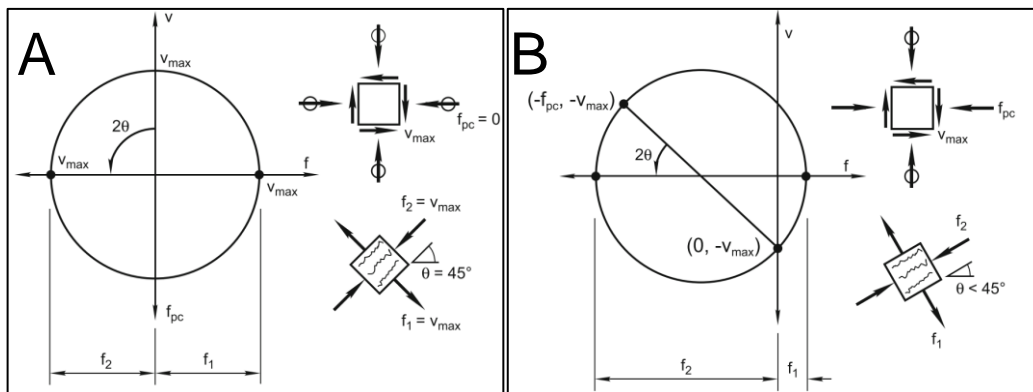 A
v
v_max
2θ
v_max
f
v_max
f_pc
f_2
f_1
f_pc = 0
v_max
f_2 = v_max
θ = 45°
f_1 = v_max
B
v
(-f_pc, -v_max)
2θ
f
(0, -v_max)
f_2
f_1
f_pc
v_max
f_2
θ < 45°
f_1